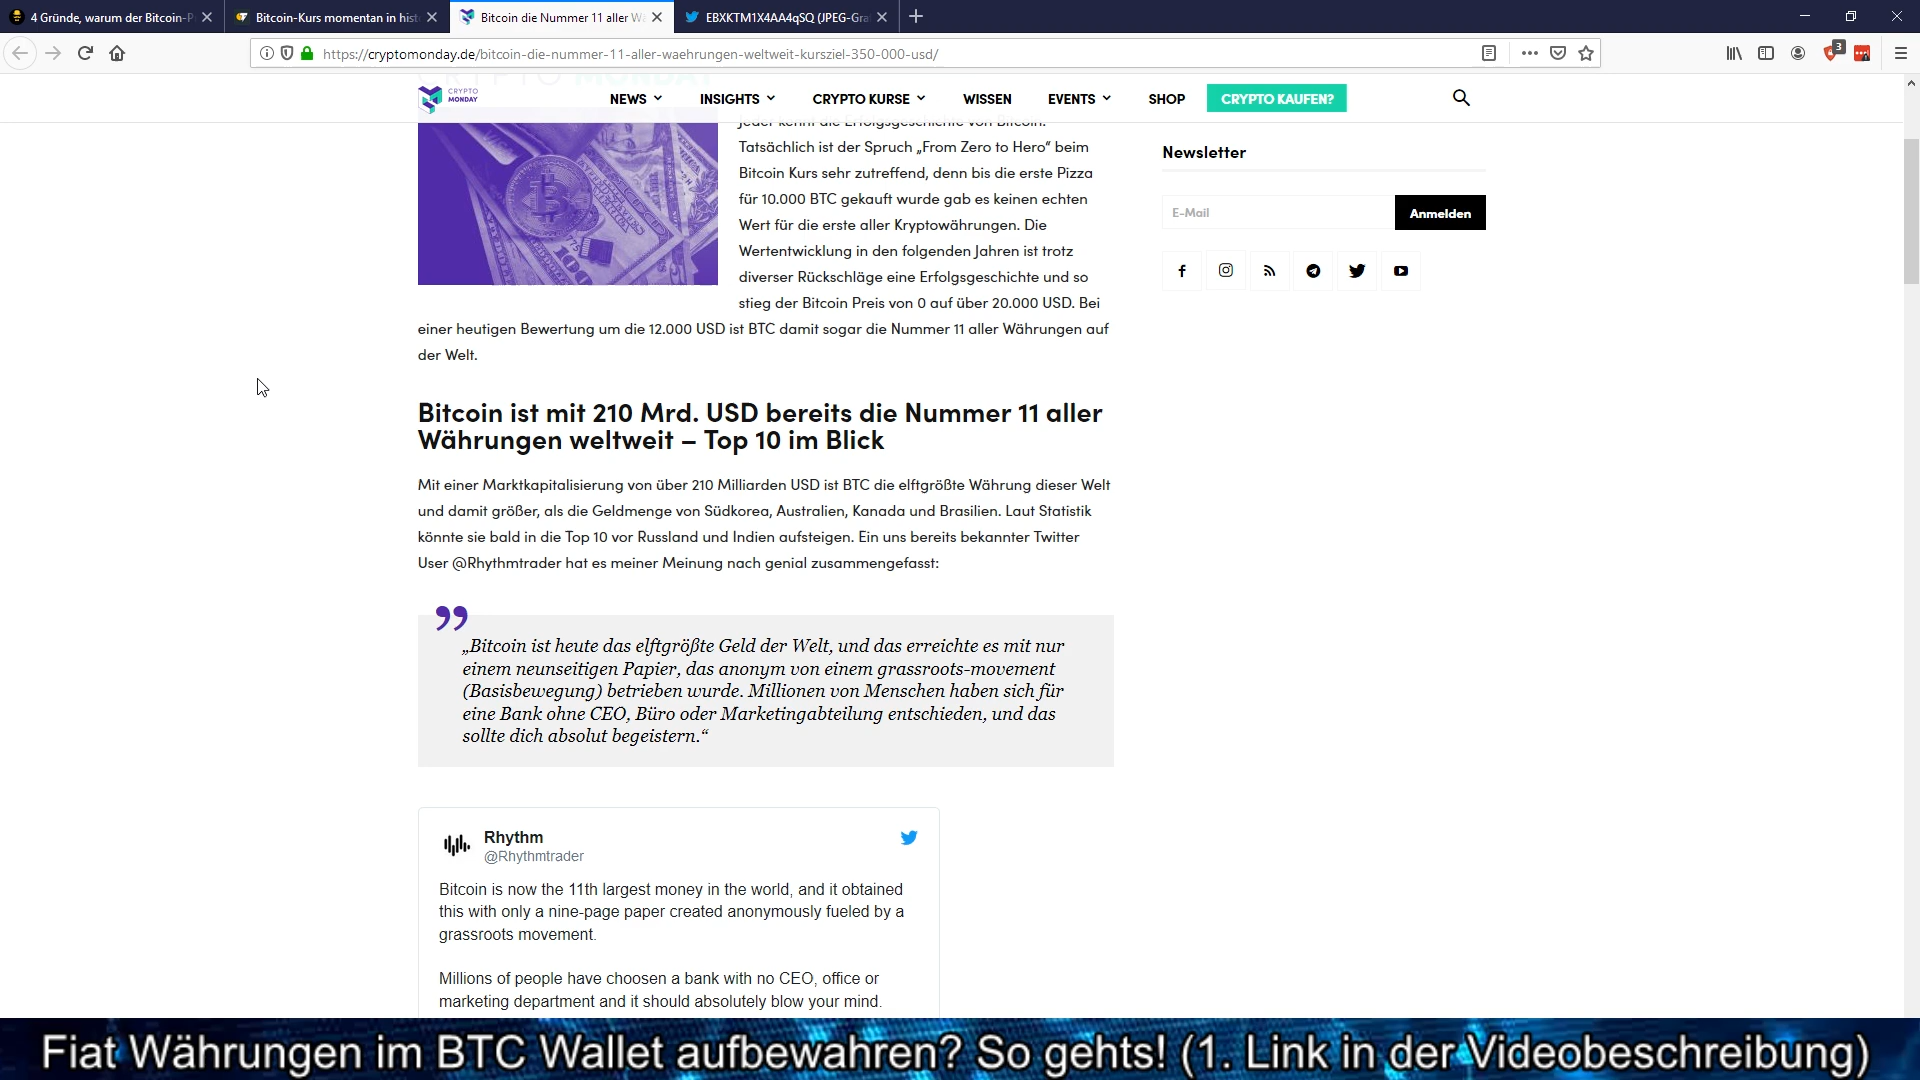 4 Gründe, warum der Bitcoin-P
Bitcoin-Kurs momentan in hist
Bitcoin die Nummer 11 aller Wä
EBXKTM1X4AA4qSQ (JPEG-Gra
https://cryptomonday.de/bitcoin-die-nummer-11-aller-waehrungen-weltweit-kursziel-350-000-usd/
3
CRYPTO MONDAY
CRYPTO
MONDAY
NEWS
INSIGHTS
CRYPTO KURSE
WISSEN
EVENTS
SHOP
CRYPTO KAUFEN?
jeder kennt die Erfolgsgeschichte von Bitcoin.
Tatsächlich ist der Spruch „From Zero to Hero“ beim
Bitcoin Kurs sehr zutreffend, denn bis die erste Pizza
für 10.000 BTC gekauft wurde gab es keinen echten
Wert für die erste aller Kryptowährungen. Die
Wertentwicklung in den folgenden Jahren ist trotz
diverser Rückschläge eine Erfolgsgeschichte und so
stieg der Bitcoin Preis von 0 auf über 20.000 USD. Bei
einer heutigen Bewertung um die 12.000 USD ist BTC damit sogar die Nummer 11 aller Währungen auf
der Welt.
Newsletter
E-Mail
Anmelden
Bitcoin ist mit 210 Mrd. USD bereits die Nummer 11 aller
Währungen weltweit – Top 10 im Blick
Mit einer Marktkapitalisierung von über 210 Milliarden USD ist BTC die elftgrößte Währung dieser Welt
und damit größer, als die Geldmenge von Südkorea, Australien, Kanada und Brasilien. Laut Statistik
könnte sie bald in die Top 10 vor Russland und Indien aufsteigen. Ein uns bereits bekannter Twitter
User @Rhythmtrader hat es meiner Meinung nach genial zusammengefasst:
„Bitcoin ist heute das elftgrößte Geld der Welt, und das erreichte es mit nur
einem neunseitigen Papier, das anonym von einem grassroots-movement
(Basisbewegung) betrieben wurde. Millionen von Menschen haben sich für
eine Bank ohne CEO, Büro oder Marketingabteilung entschieden, und das
sollte dich absolut begeistern.“
Rhythm
@Rhythmtrader
Bitcoin is now the 11th largest money in the world, and it obtained
this with only a nine-page paper created anonymously fueled by a
grassroots movement.
Millions of people have choosen a bank with no CEO, office or
marketing department and it should absolutely blow your mind.
Fiat Währungen im BTC Wallet aufbewahren? So gehts! (1. Link in der Videobeschreibung)